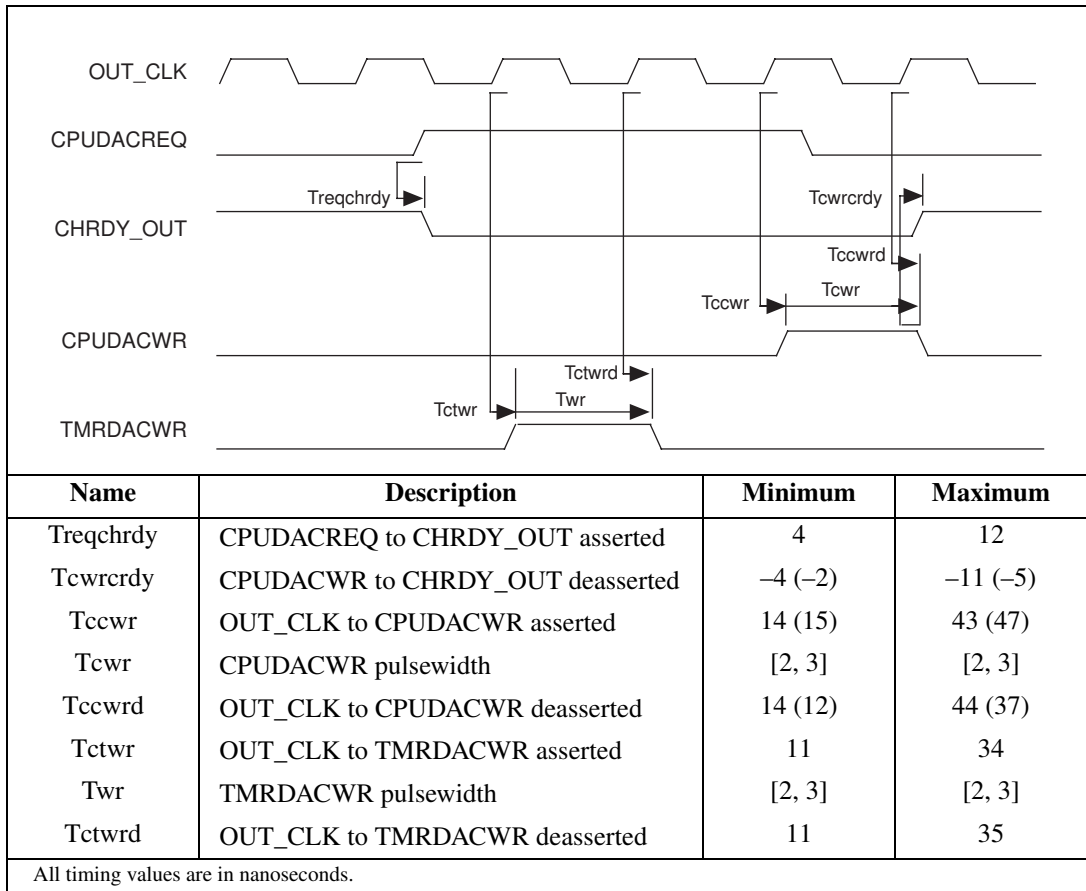 OUT_CLK
CPUDACREQ
Treqchrdy
Tcwrcrdy
CHRDY_OUT
Tccwrd
Tccwr
Tcwr
CPUDACWR
Tctwrd
Tctwr
Twr
TMRDACWR
Name Description Minimum Maximum
Treqchrdy CPUDACREQ to CHRDY_OUT asserted 4 12
Tcwrcrdy CPUDACWR to CHRDY_OUT deasserted –4 (–2) –11 (–5)
Tccwr OUT_CLK to CPUDACWR asserted 14 (15) 43 (47)
Tcwr CPUDACWR pulsewidth [2, 3] [2, 3]
Tccwrd OUT_CLK to CPUDACWR deasserted 14 (12) 44 (37)
Tctwr OUT_CLK to TMRDACWR asserted 11 34
Twr TMRDACWR pulsewidth [2, 3] [2, 3]
Tctwrd OUT_CLK to TMRDACWR deasserted 11 35
All timing values are in nanoseconds.